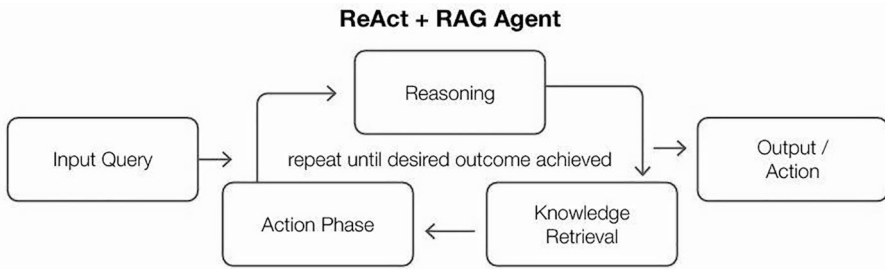 ReAct + RAG Agent
Reasoning
Input Query
repeat until desired outcome achieved
Output /
Action
Action Phase
Knowledge
Retrieval